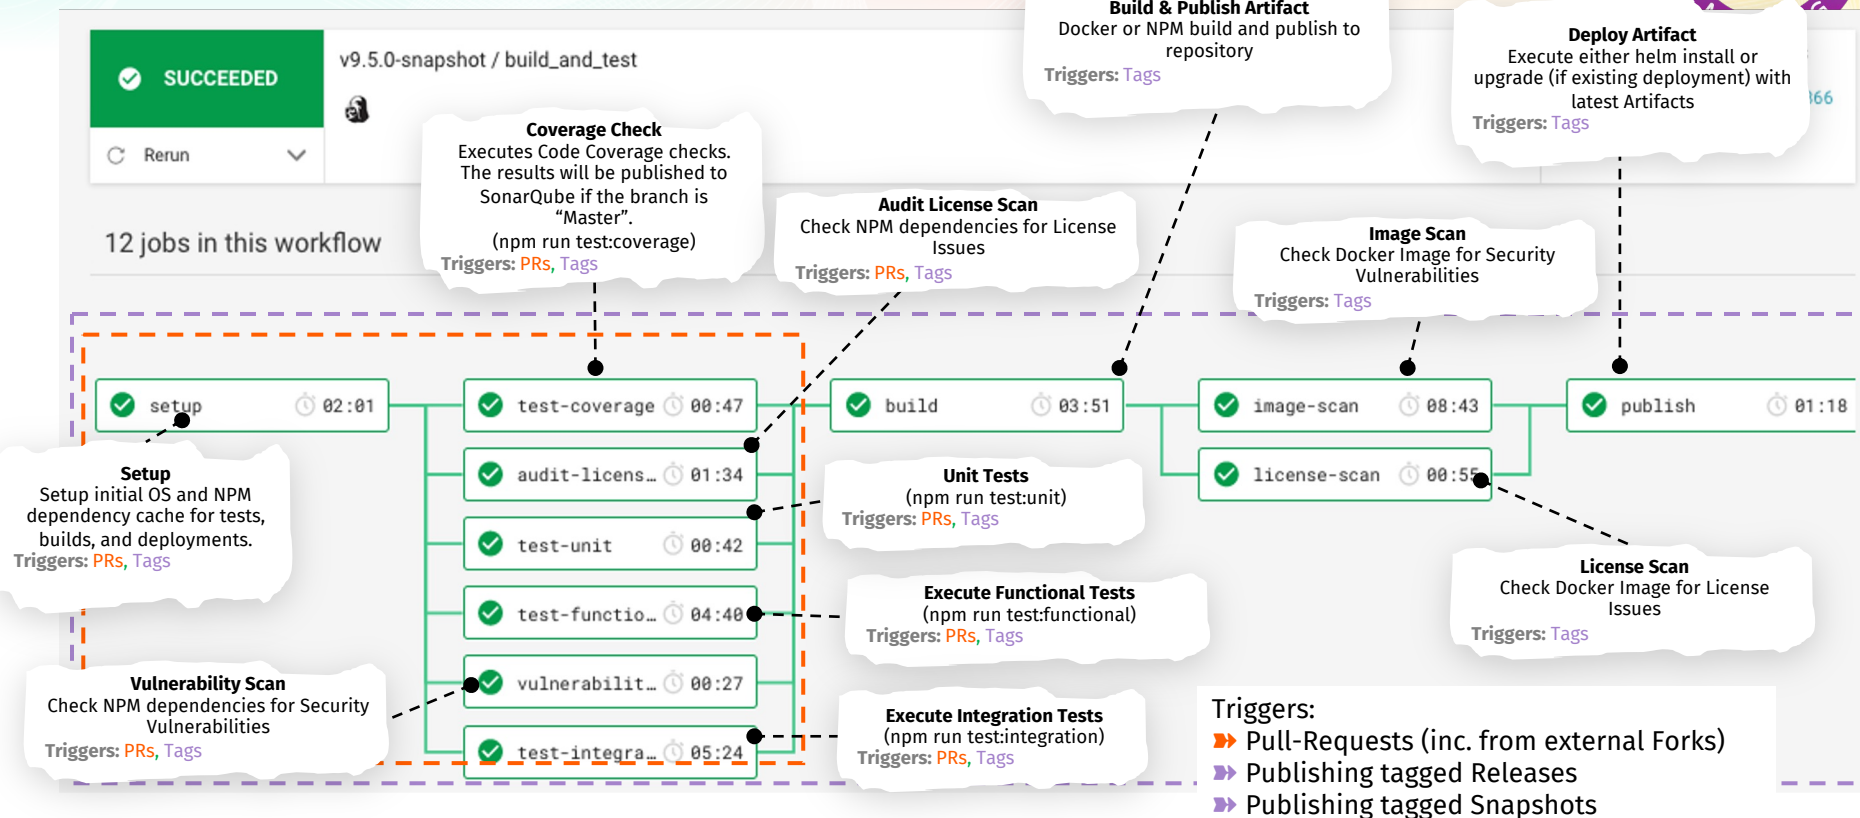 Build & Publish Artifact
Docker or NPM build and publish to
repository
Triggers: Tags
Deploy Artifact
Execute either helm install or
upgrade (if existing deployment) with
latest Artifacts
Triggers: Tags
366
SUCCEEDED
v9.5.0-snapshot / build_and_test
Rerun
Coverage Check
Executes Code Coverage checks.
The results will be published to
SonarQube if the branch is
“Master”.
(npm run test:coverage)
Triggers: PRs, Tags
Audit License Scan
Check NPM dependencies for License
Issues
Triggers: PRs, Tags
Image Scan
Check Docker Image for Security
Vulnerabilities
Triggers: Tags
12 jobs in this workflow
setup 02:01
test-coverage 00:47
build 03:51
image-scan 08:43
publish 01:18
audit-licens… 01:34
license-scan 00:55
test-unit 00:42
test-functio… 04:40
vulnerabilit… 00:27
test-integra… 05:24
Setup
Setup initial OS and NPM
dependency cache for tests,
builds, and deployments.
Triggers: PRs, Tags
Unit Tests
(npm run test:unit)
Triggers: PRs, Tags
Execute Functional Tests
(npm run test:functional)
Triggers: PRs, Tags
License Scan
Check Docker Image for License
Issues
Triggers: Tags
Vulnerability Scan
Check NPM dependencies for Security
Vulnerabilities
Triggers: PRs, Tags
Execute Integration Tests
(npm run test:integration)
Triggers: PRs, Tags
Triggers:
Pull-Requests (inc. from external Forks)
Publishing tagged Releases
Publishing tagged Snapshots